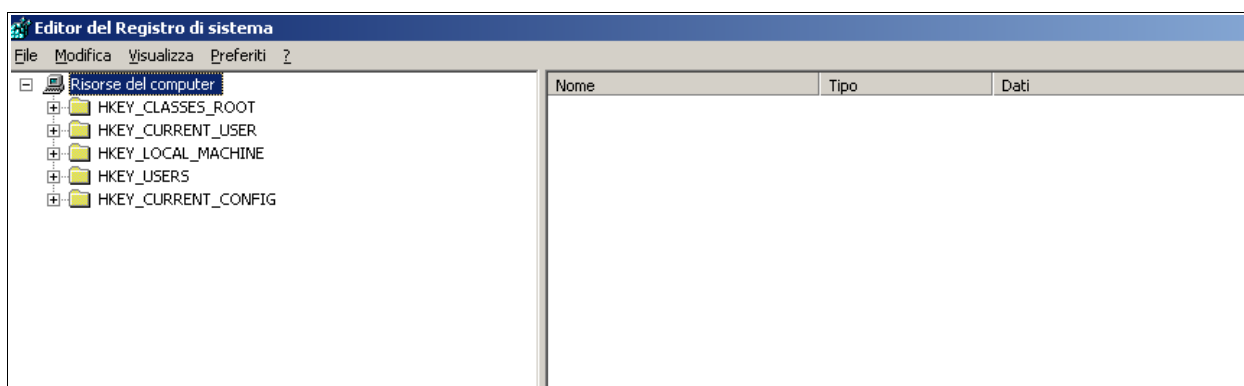 Editor del Registro di sistema
File Modifica Visualizza Preferiti ?
Risorse del computer
HKEY_CLASSES_ROOT
HKEY_CURRENT_USER
HKEY_LOCAL_MACHINE
HKEY_USERS
HKEY_CURRENT_CONFIG
Nome Tipo Dati